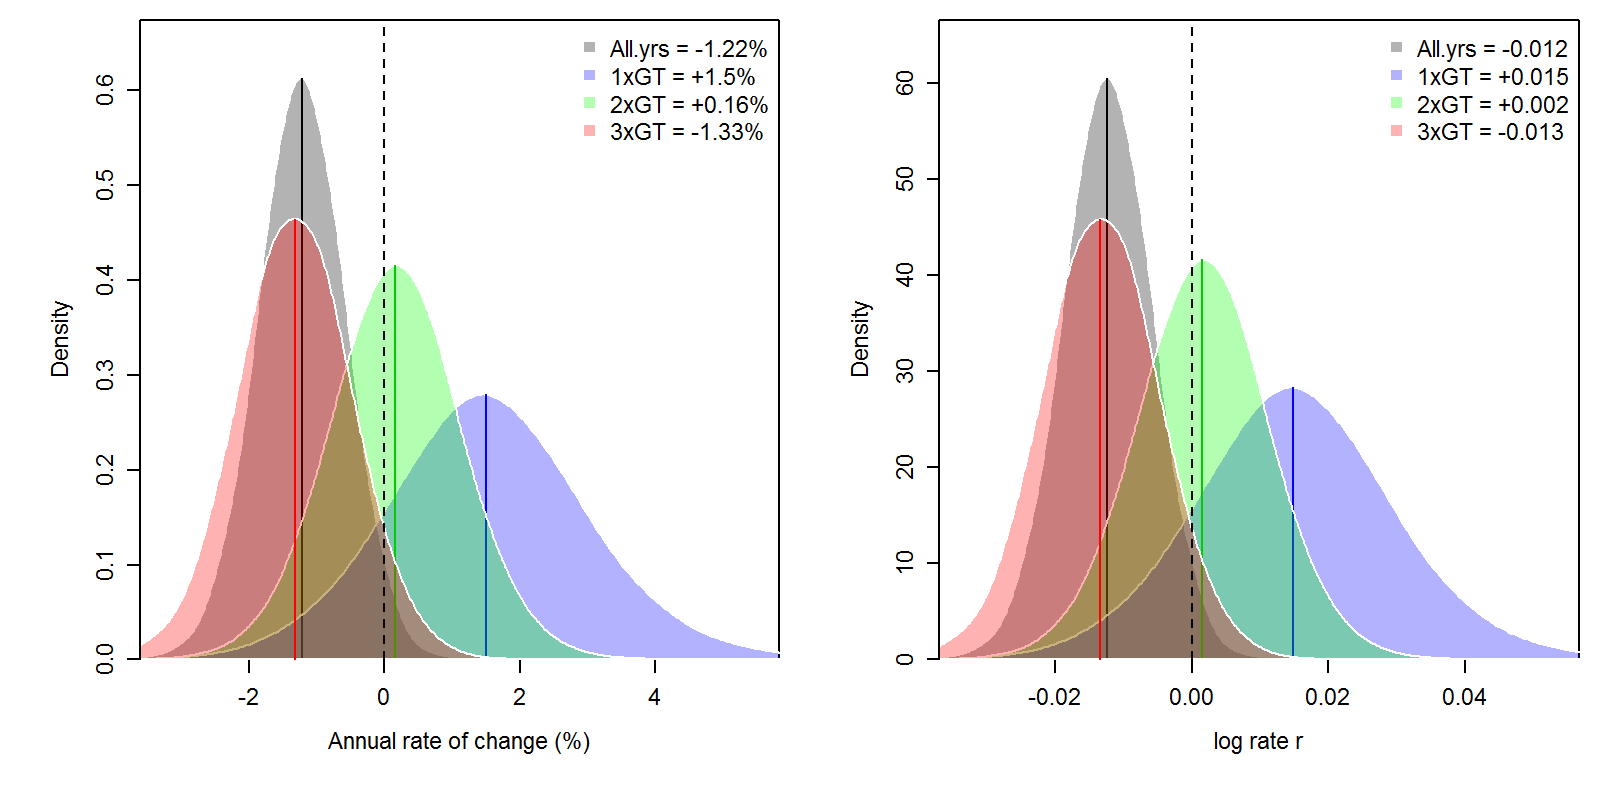 All.yrs = -1.22%
1xGT = +1.5%
2xGT = +0.16%
3xGT = -1.33%
0.6
0.5
0.4
0.3
0.2
0.1
0.0
Density
-2 0 2 4
Annual rate of change (%)
All.yrs = -0.012
1xGT = +0.015
2xGT = +0.002
3xGT = -0.013
60
50
40
30
20
10
0
Density
-0.02 0.00 0.02 0.04
log rate r